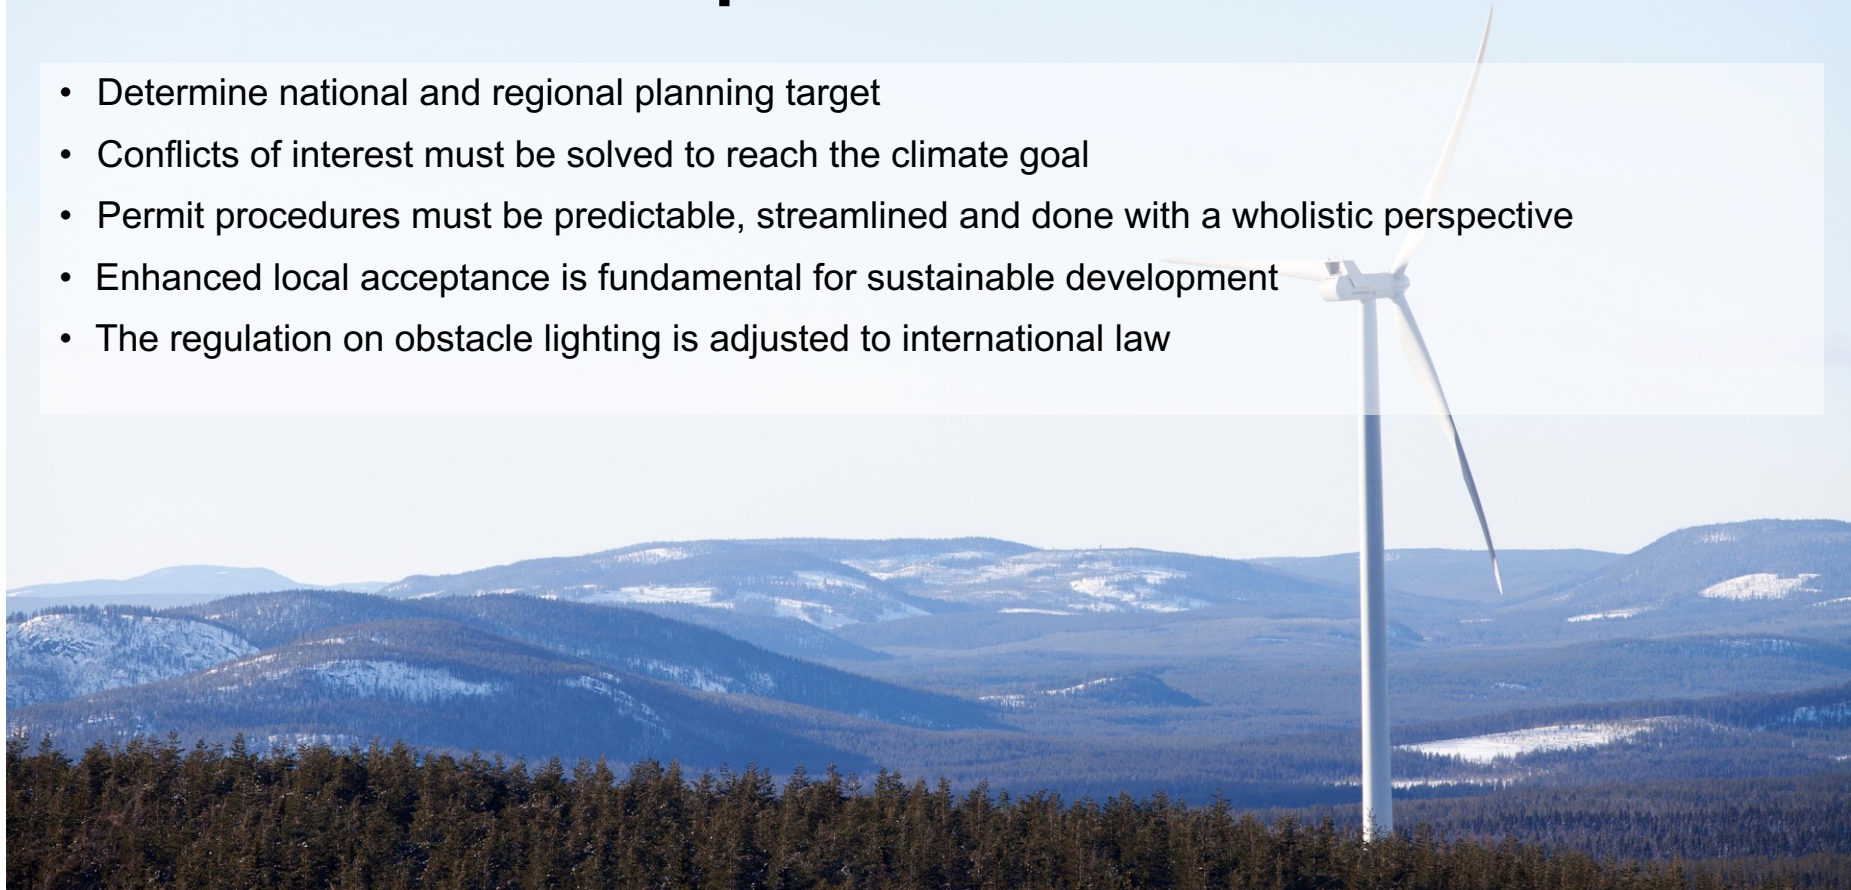 • Determine national and regional planning target
• Conflicts of interest must be solved to reach the climate goal
• Permit procedures must be predictable, streamlined and done with a wholistic perspective
• Enhanced local acceptance is fundamental for sustainable development
• The regulation on obstacle lighting is adjusted to international law